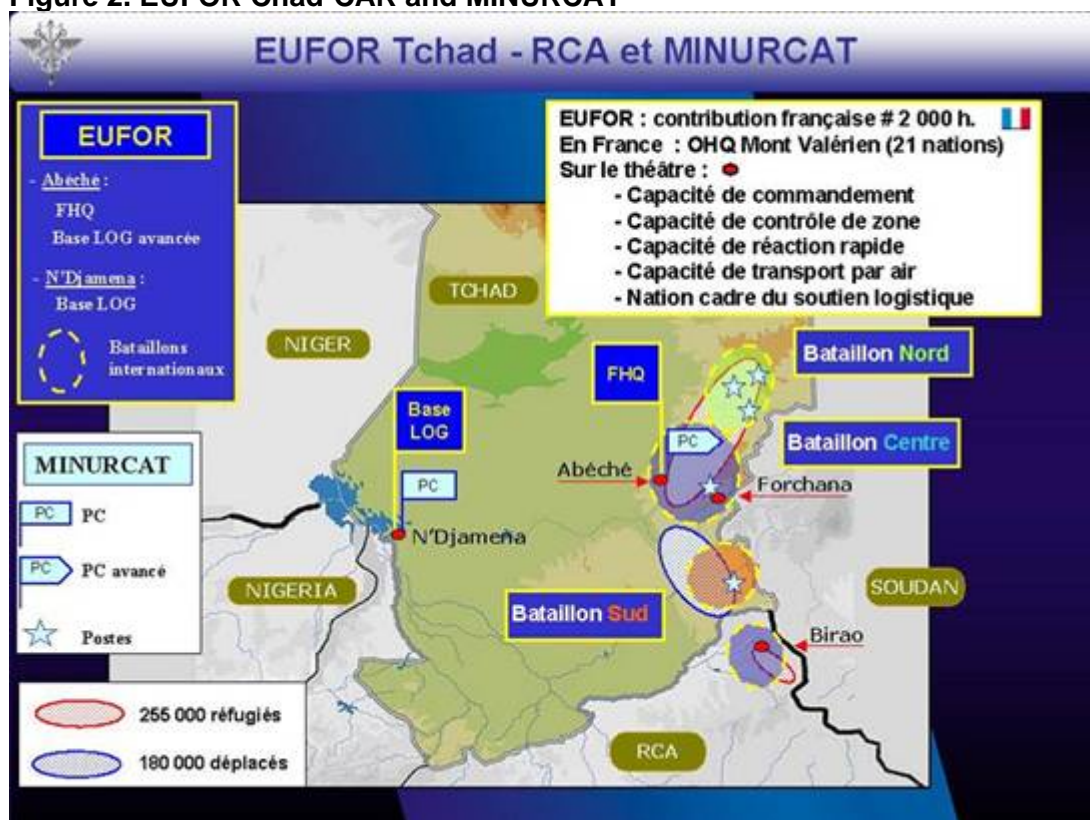 Figure 2. EUFOR Chad-CAR and MINURCAT
EUFOR Tchad - RCA et MINURCAT
EUFOR
- Abéché :
FHQ
Base LOG avancée
- N'Djamena :
Base LOG
Bataillons
internationaux
EUFOR : contribution française # 2 000 h.
En France : OHQ Mont Valérien (21 nations)
Sur le théâtre :
- Capacité de commandement
- Capacité de contrôle de zone
- Capacité de réaction rapide
- Capacité de transport par air
- Nation cadre du soutien logistique
TCHAD
NIGER
FHQ
Bataillon Nord
Base
LOG
PC
Bataillon Centre
PC
Abéché
Forchana
N'Djameña
MINURCAT
PC PC
PC PC avancé
Postes
NIGERIA
SOUDAN
Bataillon Sud
Birao
255 000 réfugiés
180 000 déplacés
RCA